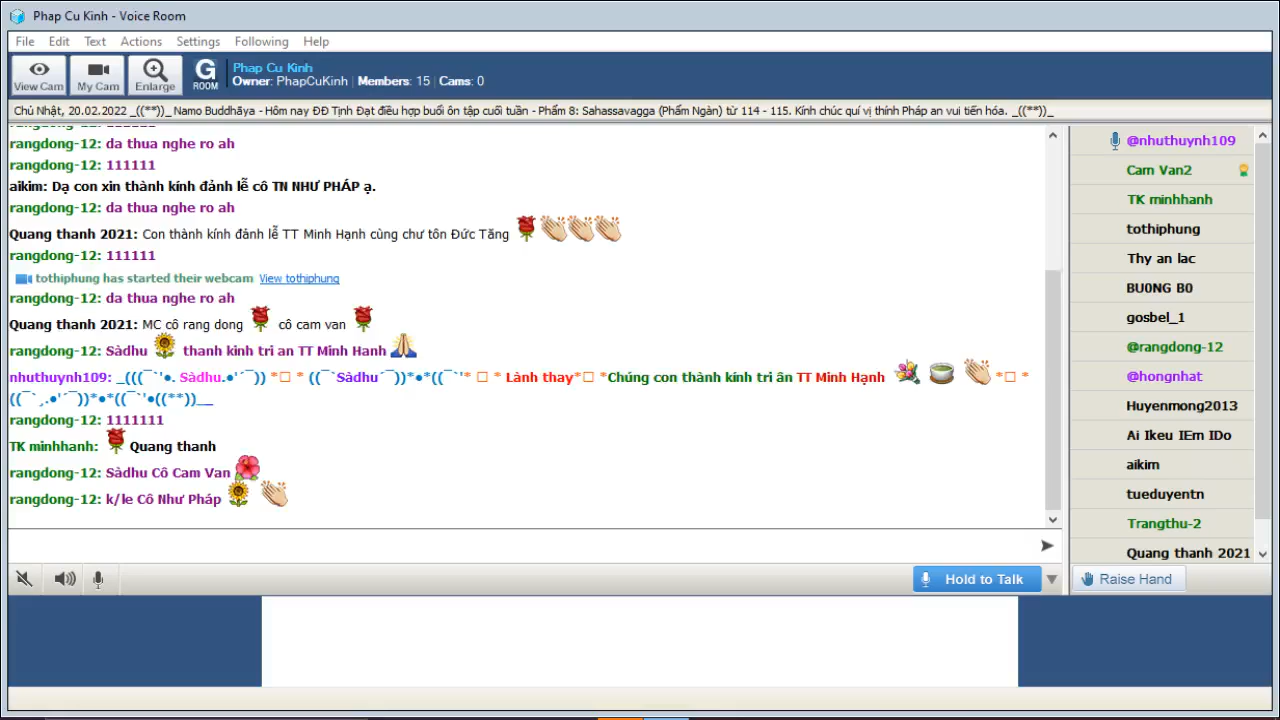 Phap Cu Kinh - Voice Room
File Edit Text Actions Settings Following Help
View Cam My Cam Enlarge G ROOM
Phap Cu Kinh
Owner: PhapCuKinh | Members: 15 | Cams: 0
Chủ Nhật, 20.02.2022 _((**))_ Namo Buddhāya - Hôm nay ĐĐ Tịnh Đạt điều hợp buổi ôn tập cuối tuần - Phẩm 8: Sahassavagga (Phẩm Ngàn) từ 114 - 115. Kính chúc quí vị thính Pháp an vui tiến hóa. _((**))_
rangdong-12: da thua nghe ro ah
rangdong-12: 111111
aikim: Dạ con xin thành kính đảnh lễ cô TN NHƯ PHÁP ạ.
rangdong-12: da thua nghe ro ah
Quang thanh 2021: Con thành kính đảnh lễ TT Minh Hạnh cùng chư tôn Đức Tăng
rangdong-12: 111111
tothiphung has started their webcam View tothiphung
rangdong-12: da thua nghe ro ah
Quang thanh 2021: MC cô rang dong cô cam van
rangdong-12: Sàdhu thanh kinh tri an TT Minh Hanh
nhuthuynh109: _(((¯`'●. Sàdhu.●'´¯)) *□ * ((¯`Sàdhu´¯))*●*((¯`'* □ * Lành thay*□ *Chúng con thành kính tri ân TT Minh Hạnh *□ *
((¯`¸.●'´¯))*●*((¯`'●((**))__
rangdong-12: 1111111
TK minhhanh: Quang thanh
rangdong-12: Sàdhu Cô Cam Van
rangdong-12: k/le Cô Như Pháp
Hold to Talk
@nhuthuynh109
Cam Van2
TK minhhanh
tothiphung
Thy an lac
BU0NG B0
gosbel_1
@rangdong-12
@hongnhat
Huyenmong2013
Ai Ikeu IEm IDo
aikim
tueduyentn
Trangthu-2
Quang thanh 2021
Raise Hand